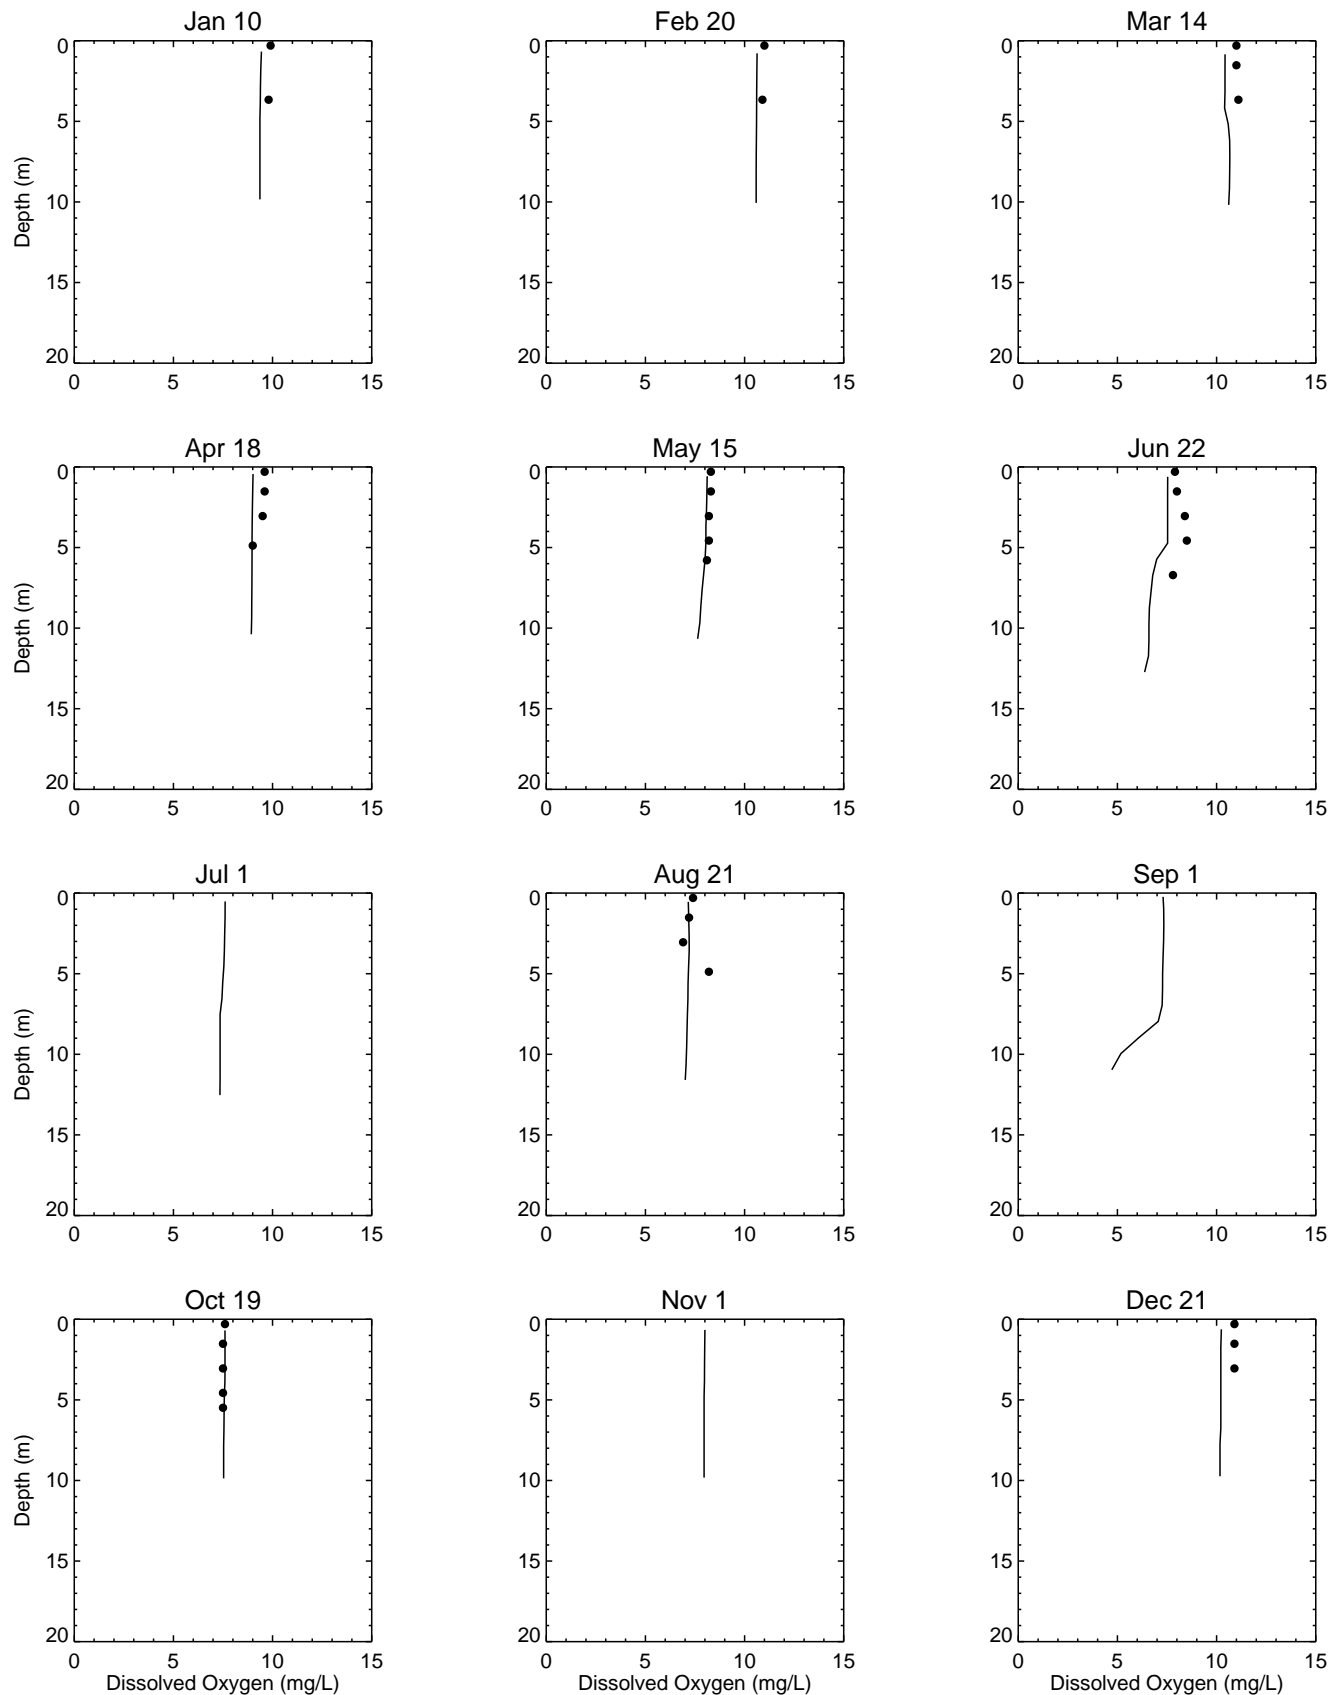 Jan 10 Feb 20 Mar 14
0 0 0
5 5 5
Depth (m)
10 10 10
15 15 15
20 20 20
0 5 10 15 0 5 10 15 0 5 10 15
Apr 18 May 15 Jun 22
0 0 0
5 5 5
Depth (m)
10 10 10
15 15 15
20 20 20
0 5 10 15 0 5 10 15 0 5 10 15
Jul 1 Aug 21 Sep 1
0 0 0
5 5 5
Depth (m)
10 10 10
15 15 15
20 20 20
0 5 10 15 0 5 10 15 0 5 10 15
Oct 19 Nov 1 Dec 21
0 0 0
5 5 5
Depth (m)
10 10 10
15 15 15
20 20 20
0 5 10 15 0 5 10 15 0 5 10 15
Dissolved Oxygen (mg/L) Dissolved Oxygen (mg/L) Dissolved Oxygen (mg/L)